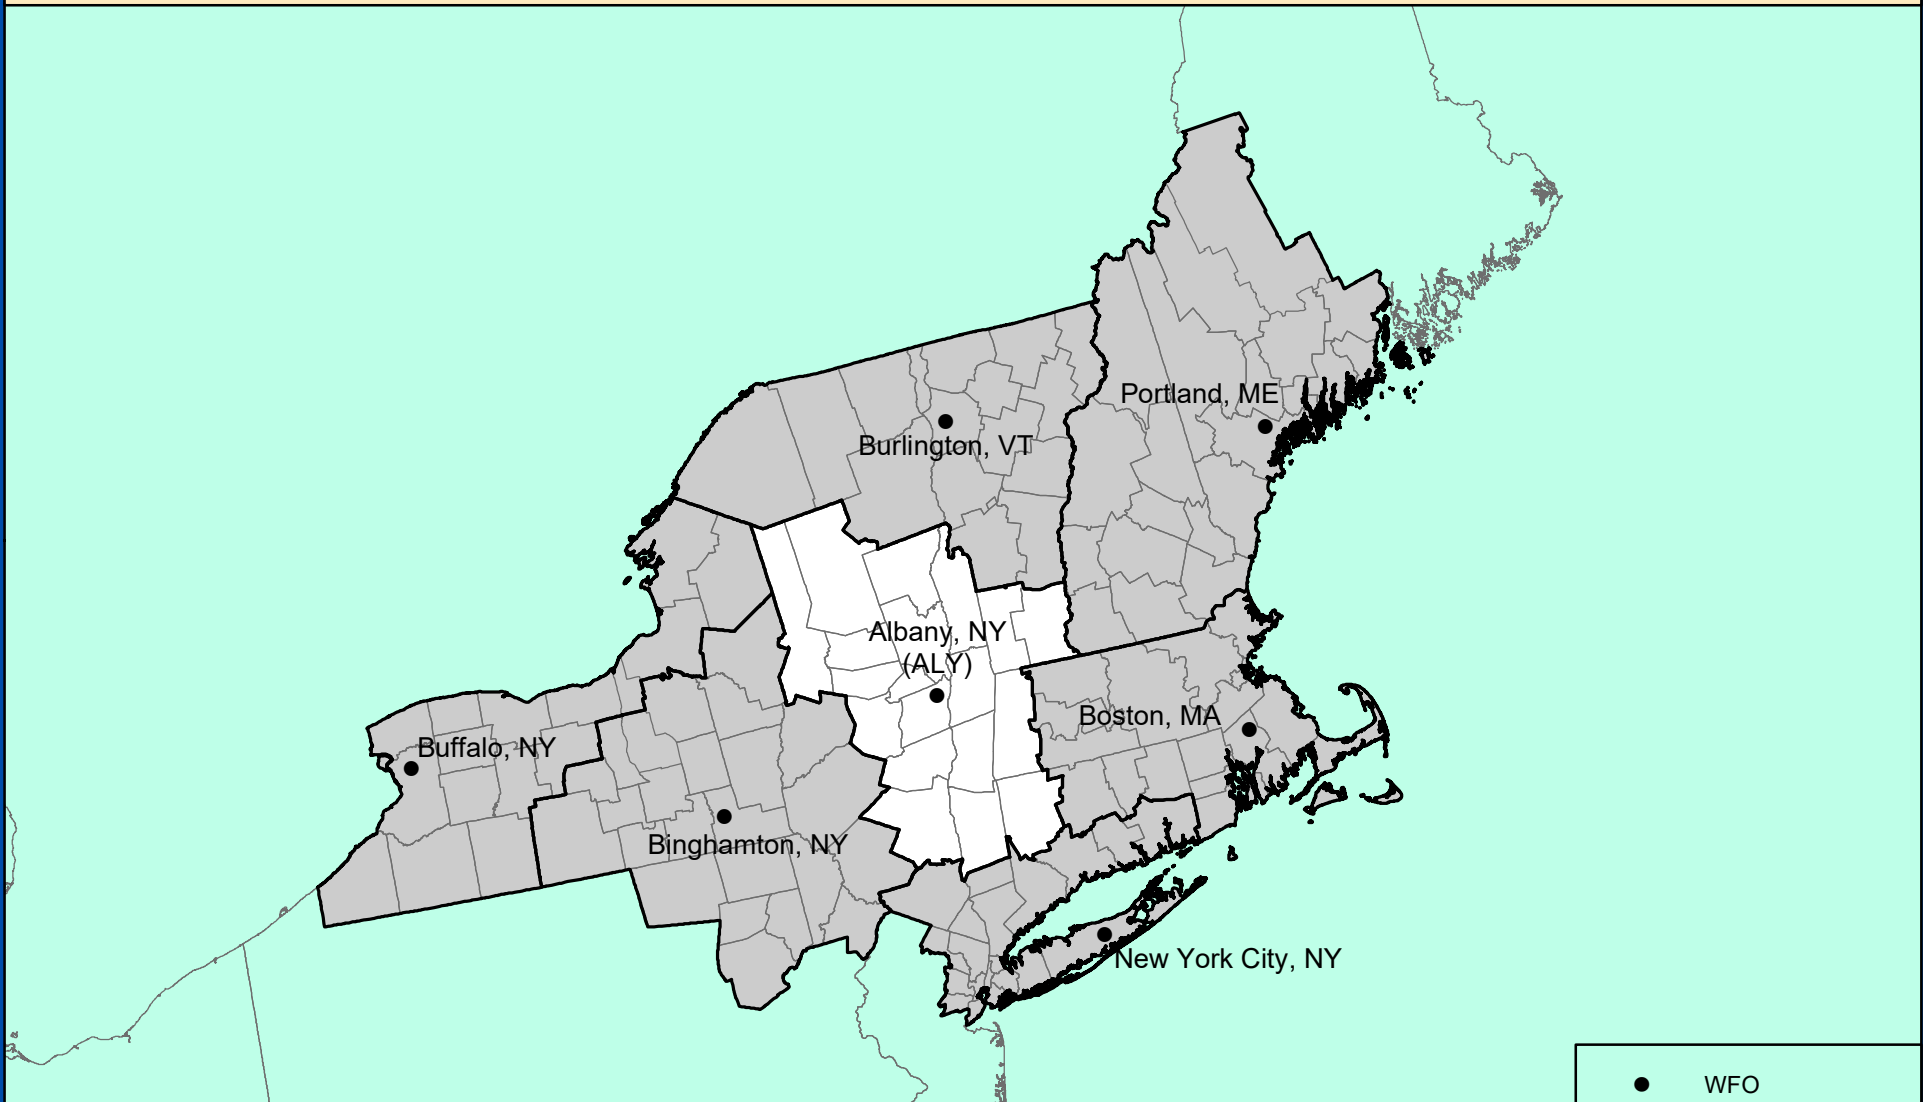 Portland, ME
Burlington, VT
Albany, NY
(ALY)
Boston, MA
Buffalo, NY
Binghamton, NY
New York City, NY
WFO